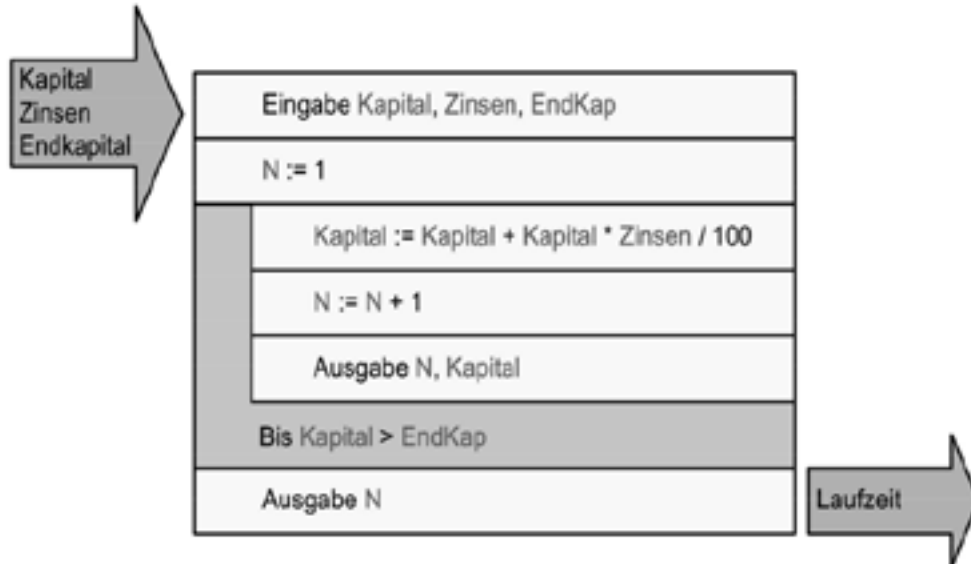 Kapital
Zinsen
Endkapital
Eingabe Kapital, Zinsen, EndKap
N := 1
Kapital := Kapital + Kapital * Zinsen / 100
N := N + 1
Ausgabe N, Kapital
Bis Kapital > EndKap
Ausgabe N
Laufzeit